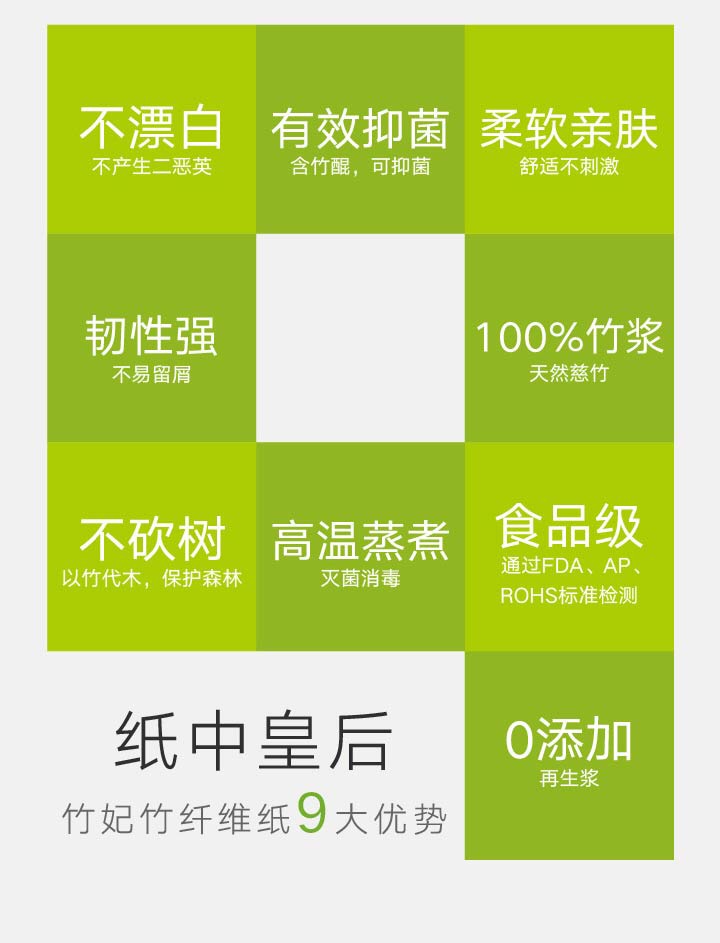 不漂白
不产生二恶英
有效抑菌
含竹醌，可抑菌
柔软亲肤
舒适不刺激
韧性强
不易留屑
100%竹浆
天然慈竹
不砍树
以竹代木，保护森林
高温蒸煮
灭菌消毒
食品级
通过FDA、AP、
ROHS标准检测
0添加
再生浆
纸中皇后
竹妃竹纤维纸9大优势